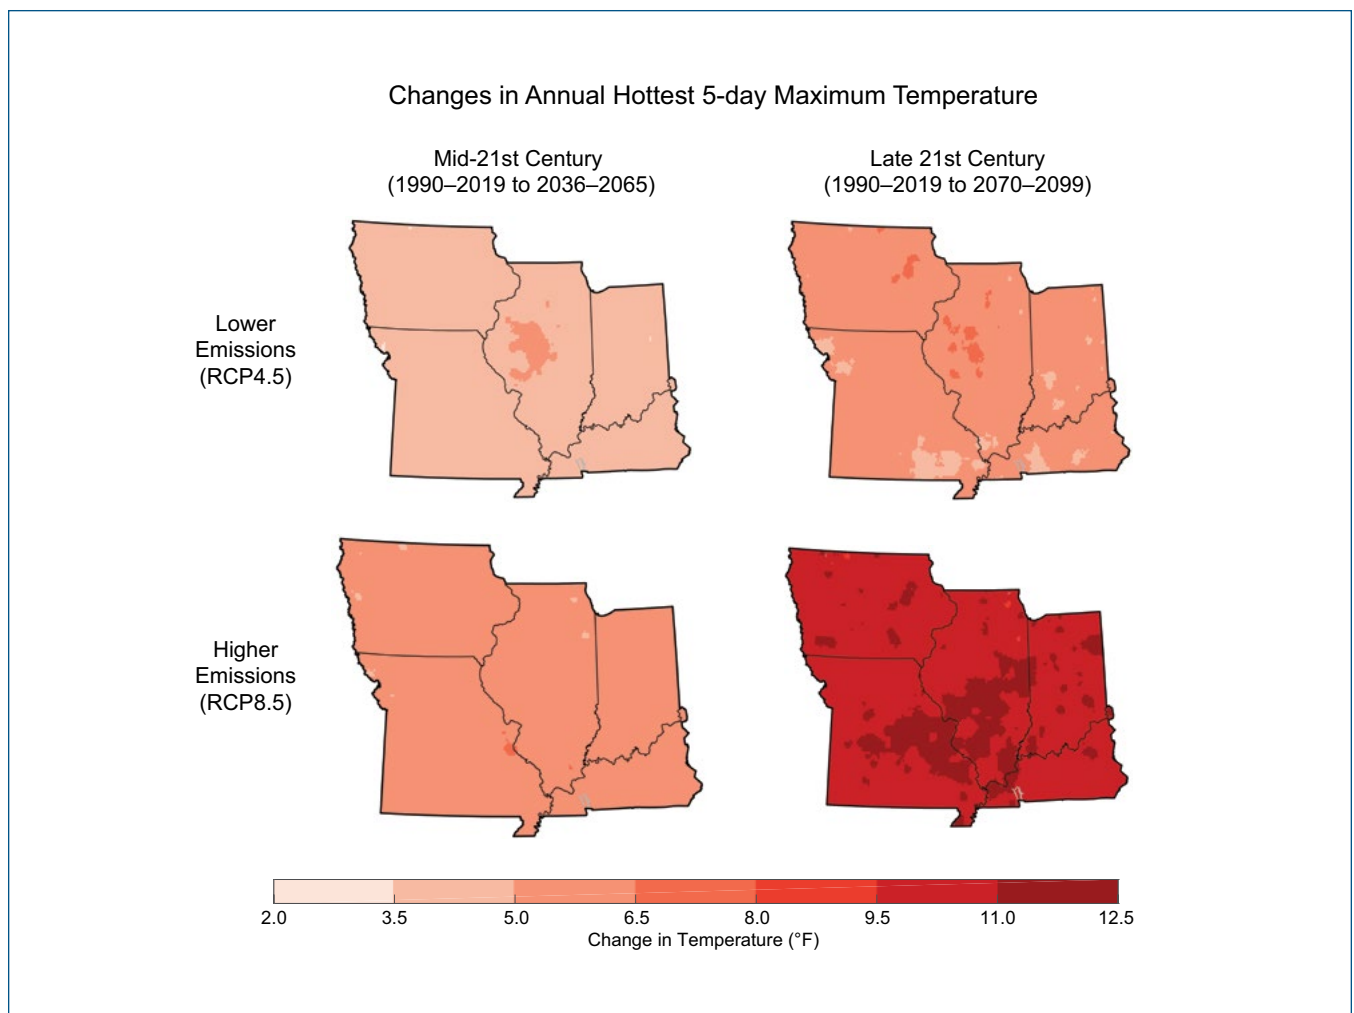 Changes in Annual Hottest 5-day Maximum Temperature
Mid-21st Century
(1990–2019 to 2036–2065)
Late 21st Century
(1990–2019 to 2070–2099)
Lower
Emissions
(RCP4.5)
Higher
Emissions
(RCP8.5)
2.0 3.5 5.0 6.5 8.0 9.5 11.0 12.5
Change in Temperature (°F)